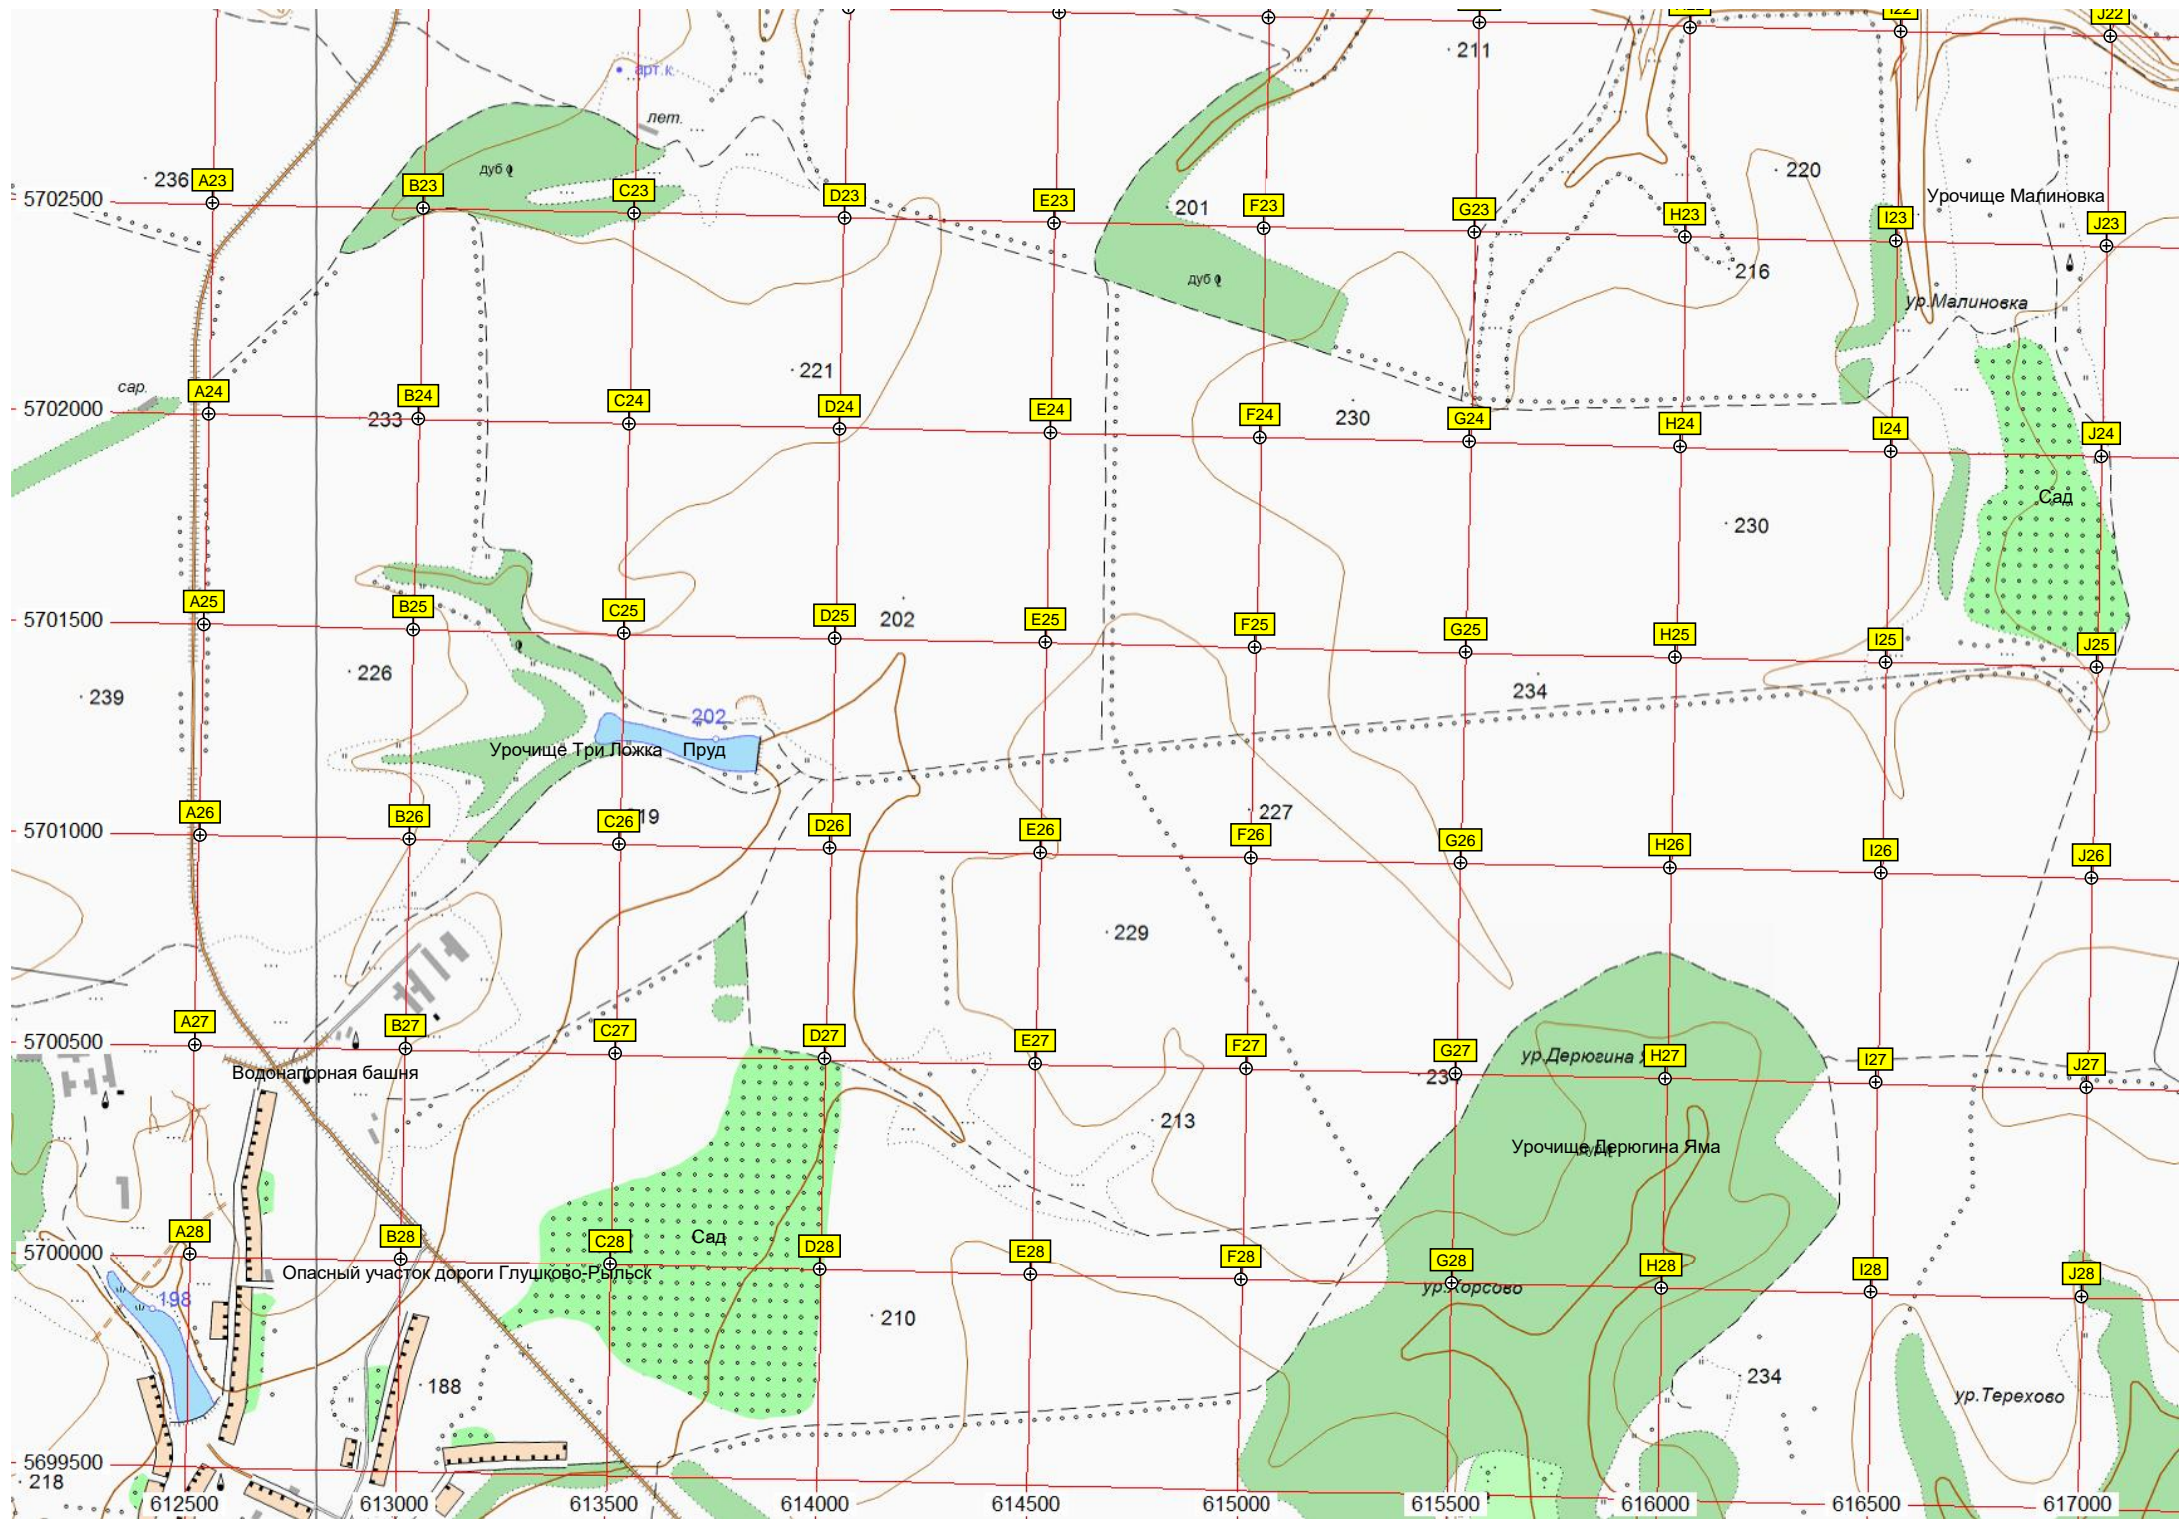 I22
J22
211
арт.к.
лет.
дуб
220
236
A23
B23
C23
D23
E23
F23
G23
H23
I23
J23
5702500
201
Урочище Малиновка
216
дуб
ур.Малиновка
221
сар.
A24
B24
C24
D24
E24
F24
G24
H24
I24
J24
5702000
233
230
Сад
230
A25
B25
C25
D25
E25
F25
G25
H25
I25
J25
5701500
202
226
239
234
202
Урочище Три Ложка
Пруд
A26
B26
C26
19
D26
E26
F26
G26
H26
I26
J26
227
5701000
229
A27
B27
C27
D27
E27
F27
G27
H27
I27
J27
5700500
ур.Дерюгина
Водонапорная башня
213
Урочище Дерюгина Яма
A28
B28
C28
D28
E28
F28
G28
H28
I28
J28
Сад
5700000
Опасный участок дороги Глушково-Рыльск
ур.Хорсово
198
210
188
234
ур.Терехово
5699500
218
612500
613000
613500
614000
614500
615000
615500
616000
616500
617000